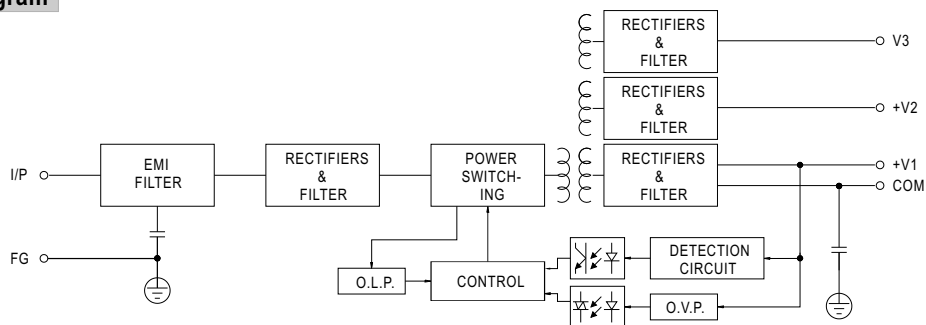 gram
RECTIFIERS
&
FILTER
V3
RECTIFIERS
&
FILTER
+V2
I/P
EMI
FILTER
RECTIFIERS
&
FILTER
POWER
SWITCH-
ING
RECTIFIERS
&
FILTER
+V1
COM
FG
O.L.P.
CONTROL
DETECTION
CIRCUIT
O.V.P.